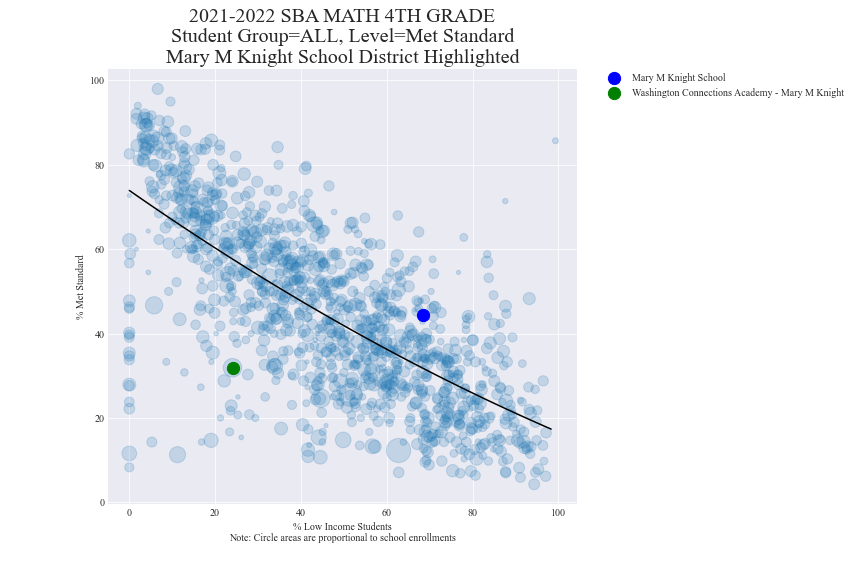 2021-2022 SBA MATH 4TH GRADE
Student Group=ALL, Level=Met Standard
Mary M Knight School District Highlighted
Mary M Knight School
Washington Connections Academy - Mary M Knight
% Met Standard
100
80
60
40
20
0
0 20 40 60 80 100
% Low Income Students
Note: Circle areas are proportional to school enrollments